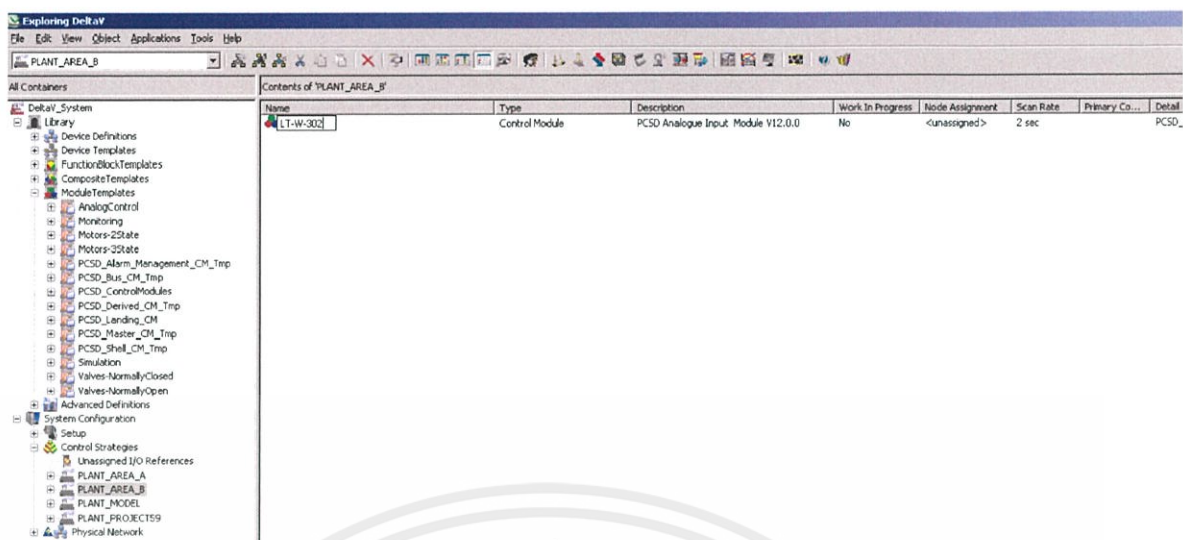 Exploring DeltaV
File Edit View Object Applications Tools Help
PLANT_AREA_B
All Containers
Contents of 'PLANT_AREA_B'
DeltaV_System
Library
Device Definitions
Device Templates
FunctionBlockTemplates
CompositeTemplates
ModuleTemplates
AnalogControl
Monitoring
Motors-2State
Motors-3State
PCSD_Alarm_Management_CM_Tmp
PCSD_Bus_CM_Tmp
PCSD_ControlModules
PCSD_Derived_CM_Tmp
PCSD_Landing_CM
PCSD_Master_CM_Tmp
PCSD_Shell_CM_Tmp
Simulation
Valves-NormallyClosed
Valves-NormallyOpen
Advanced Definitions
System Configuration
Setup
Control Strategies
Unassigned I/O References
PLANT_AREA_A
PLANT_AREA_B
PLANT_MODEL
PLANT_PROJECT59
Physical Network
Name Type Description Work In Progress Node Assignment Scan Rate Primary Co... Detail
LT-W-302 Control Module PCSD Analogue Input Module V12.0.0 No <unassigned> 2 sec PCSD_